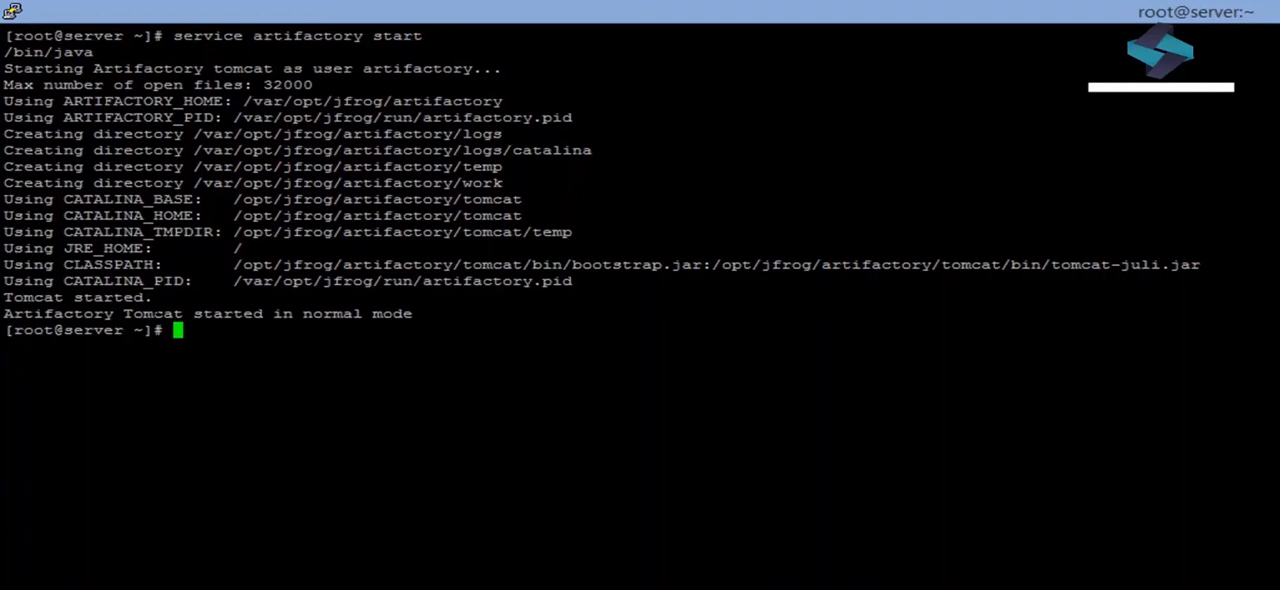 root@server:~
[root@server ~]# service artifactory start
/bin/java
Starting Artifactory tomcat as user artifactory...
Max number of open files: 32000
Using ARTIFACTORY_HOME: /var/opt/jfrog/artifactory
Using ARTIFACTORY_PID: /var/opt/jfrog/run/artifactory.pid
Creating directory /var/opt/jfrog/artifactory/logs
Creating directory /var/opt/jfrog/artifactory/logs/catalina
Creating directory /var/opt/jfrog/artifactory/temp
Creating directory /var/opt/jfrog/artifactory/work
Using CATALINA_BASE:   /opt/jfrog/artifactory/tomcat
Using CATALINA_HOME:   /opt/jfrog/artifactory/tomcat
Using CATALINA_TMPDIR: /opt/jfrog/artifactory/tomcat/temp
Using JRE_HOME:        /
Using CLASSPATH:       /opt/jfrog/artifactory/tomcat/bin/bootstrap.jar:/opt/jfrog/artifactory/tomcat/bin/tomcat-juli.jar
Using CATALINA_PID:    /var/opt/jfrog/run/artifactory.pid
Tomcat started.
Artifactory Tomcat started in normal mode
[root@server ~]#